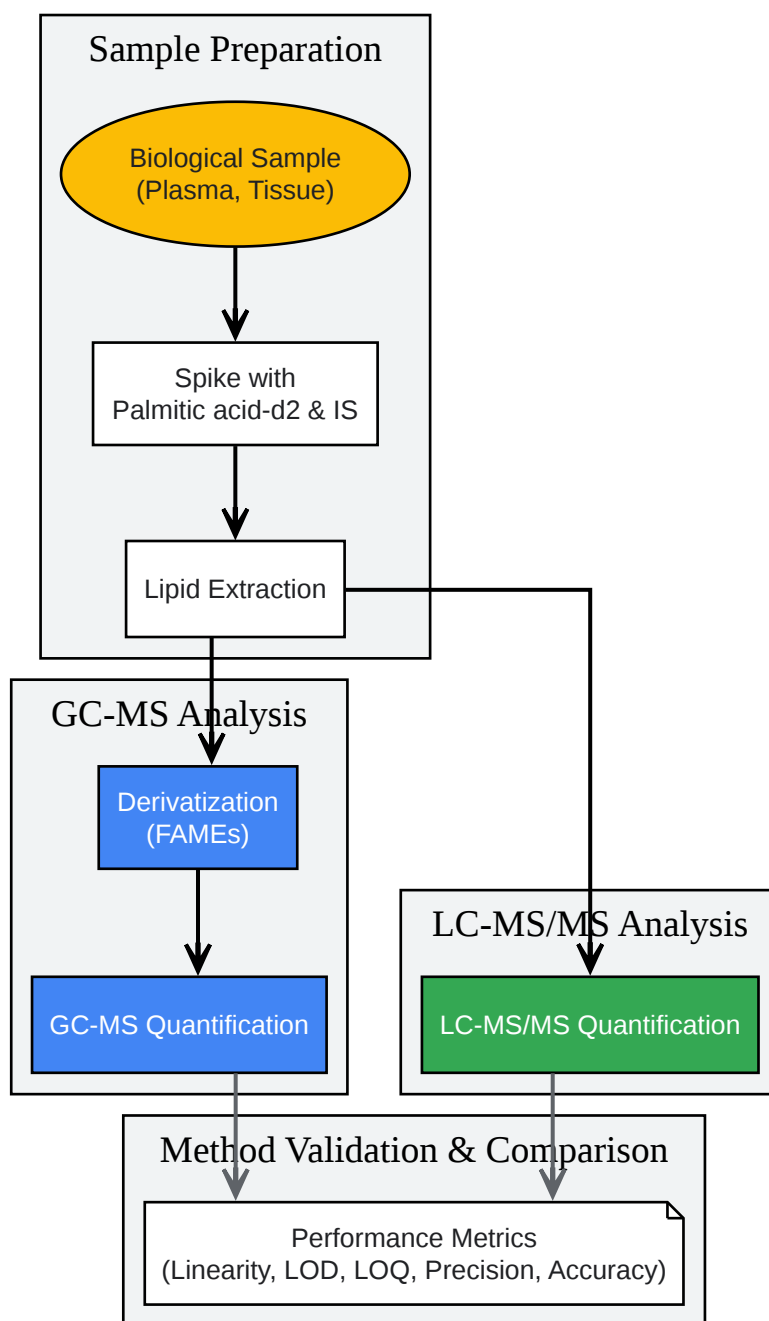 Sample Preparation
Biological Sample
(Plasma, Tissue)
Spike with
Palmitic acid-d2 & IS
Lipid Extraction
GC-MS Analysis
Derivatization
(FAMEs)
GC-MS Quantification
LC-MS/MS Analysis
LC-MS/MS Quantification
Method Validation & Comparison
Performance Metrics
(Linearity, LOD, LOQ, Precision, Accuracy)